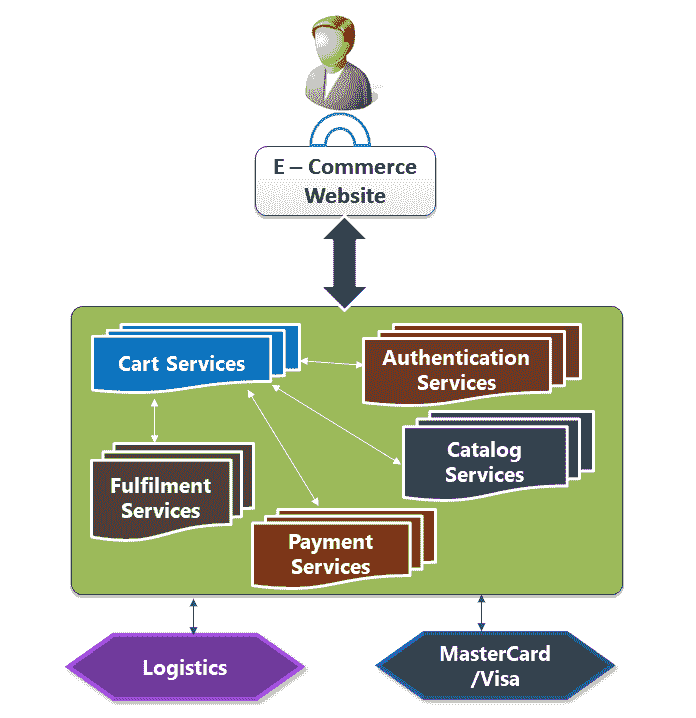 E – Commerce
Website
Cart Services
Authentication
Services
Catalog
Services
Fulfilment
Services
Payment
Services
Logistics
MasterCard
/Visa